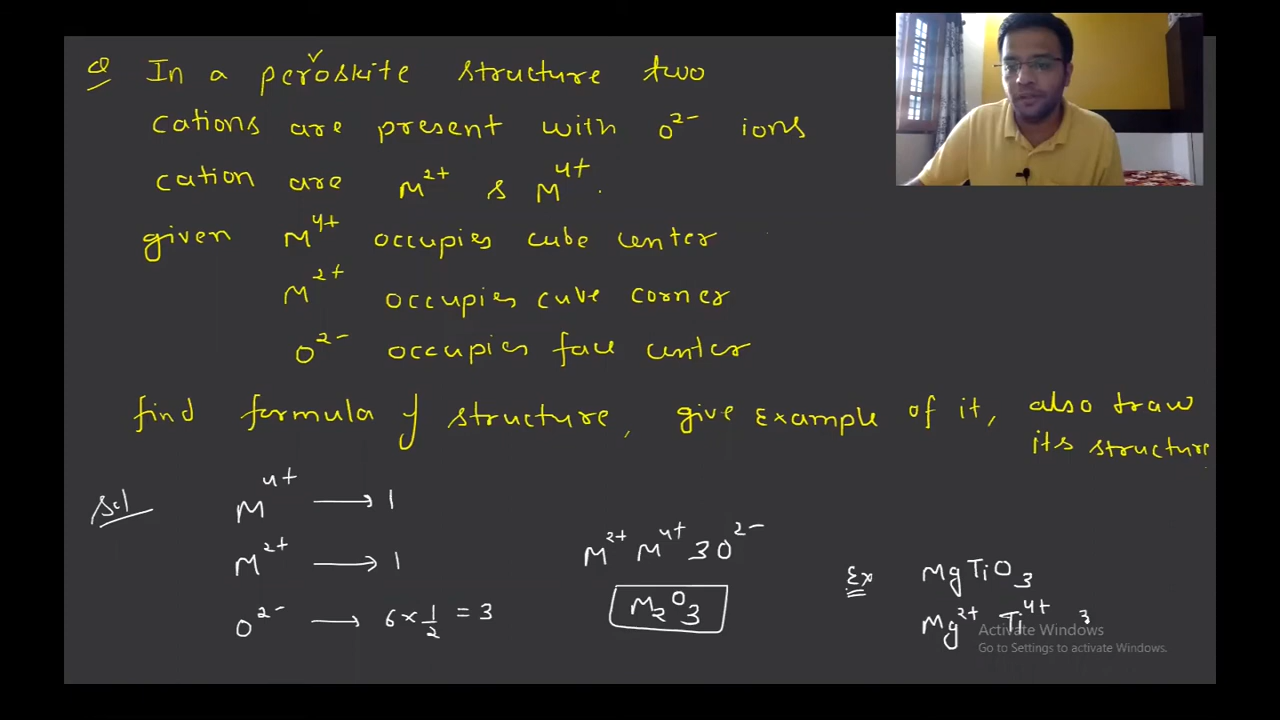 Q In a peroskite structure two
cations are present with O²⁻ ions
cation are M²⁺ & M⁴⁺.
given M⁴⁺ occupies cube center
M²⁺ occupies cube corner
O²⁻ occupies face center
find formula of structure, give Example of it, also traw
its structure
Sol M⁴⁺ → 1
M²⁺ → 1
O²⁻ → 6 × 1/2 = 3
M²⁺ M⁴⁺ 3O²⁻
M₂O₃
Ex MgTiO₃
Mg²⁺ Ti⁴⁺ 3
Activate Windows
Go to Settings to activate Windows.